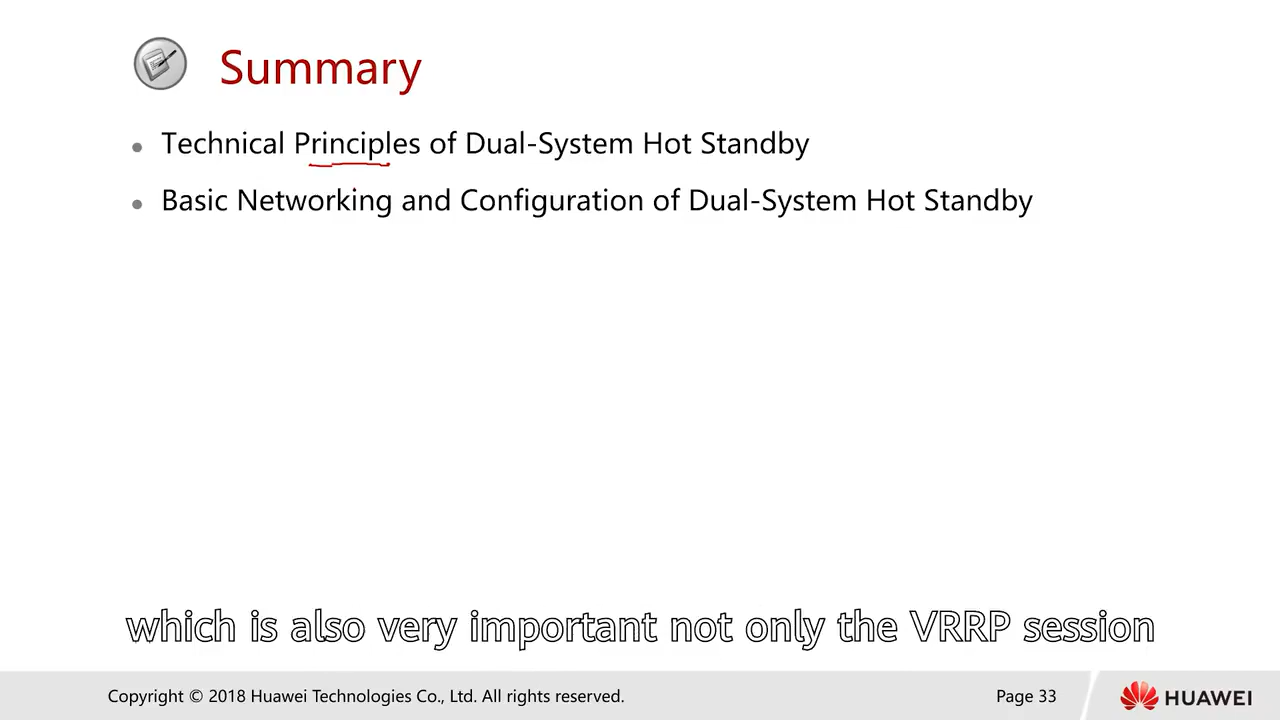 Summary
• Technical Principles of Dual-System Hot Standby
• Basic Networking and Configuration of Dual-System Hot Standby
which is also very important not only the VRRP session
Copyright © 2018 Huawei Technologies Co., Ltd. All rights reserved.
Page 33
HUAWEI